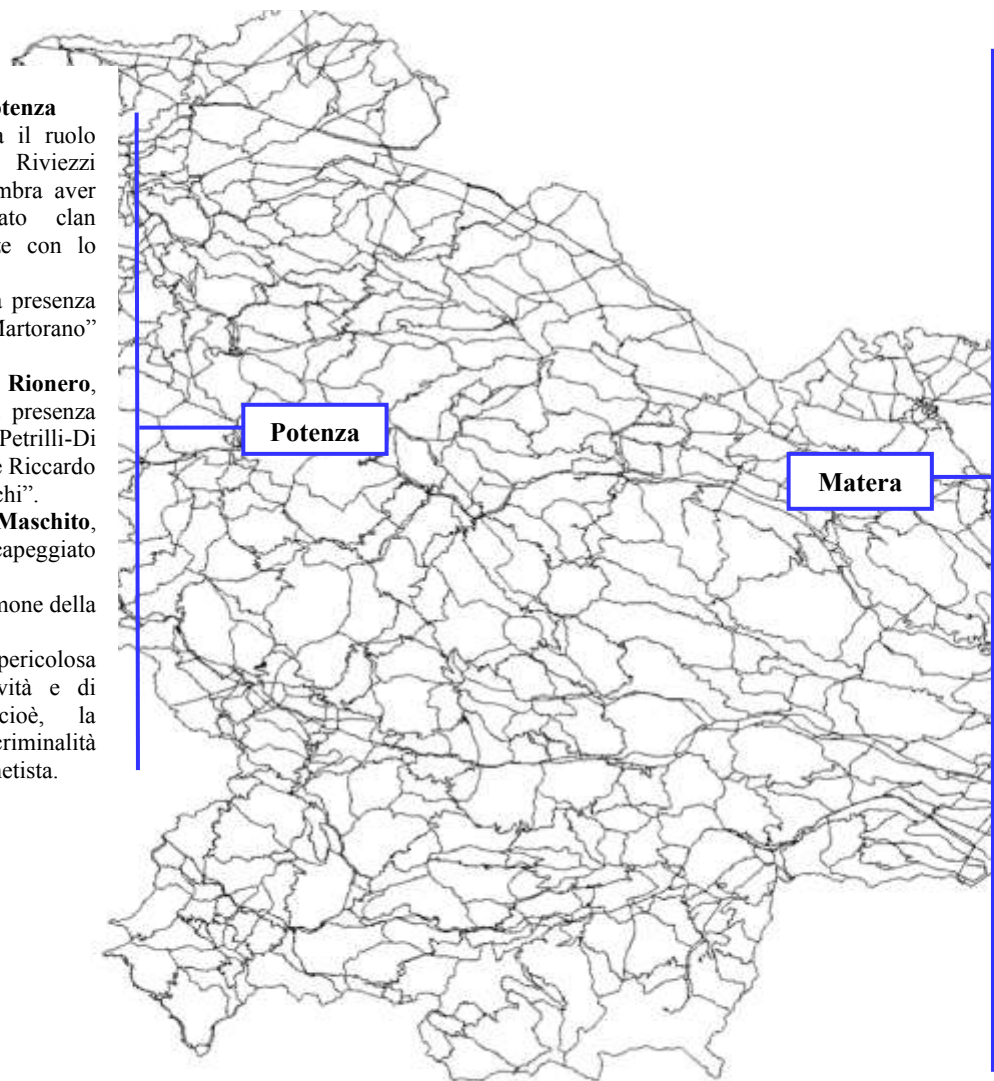 otenza
a il ruolo
Riviezzi
mbra aver
ato clan
ze con lo
a presenza
Martorano”
Rionero,
presenza
Petrilli-Di
e Riccardo
chi”.
Maschito,
capeggiato
mone della
pericolosa
vità e di
cioè, la
criminalità
netista.
Potenza
Matera